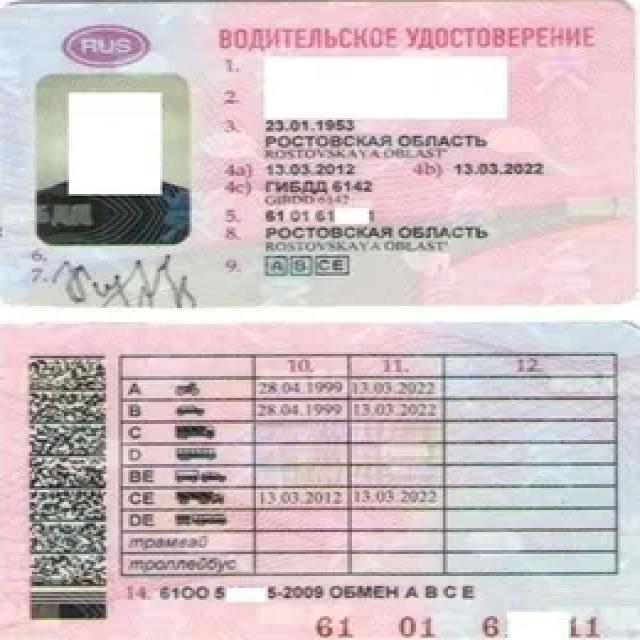 RUS
ВОДИТЕЛЬСКОЕ УДОСТОВЕРЕНИЕ
1.
2.
3. 23.01.1953
РОСТОВСКАЯ ОБЛАСТЬ
ROSTOVSKAYA OBLAST'
4a) 13.03.2012 4b) 13.03.2022
4c) ГИБДД 6142
GIBDD 6142
5. 61 01 61 1
8. РОСТОВСКАЯ ОБЛАСТЬ
ROSTOVSKAYA OBLAST'
6.
7.
9. A B CE
10. 11. 12.
A 28.04.1999 13.03.2022
B 28.04.1999 13.03.2022
C
D
BE
CE 13.03.2012 13.03.2022
DE
трамвай
троллейбус
14. 61ОО 5 5-2009 ОБМЕН А В С Е
61 01 6 11